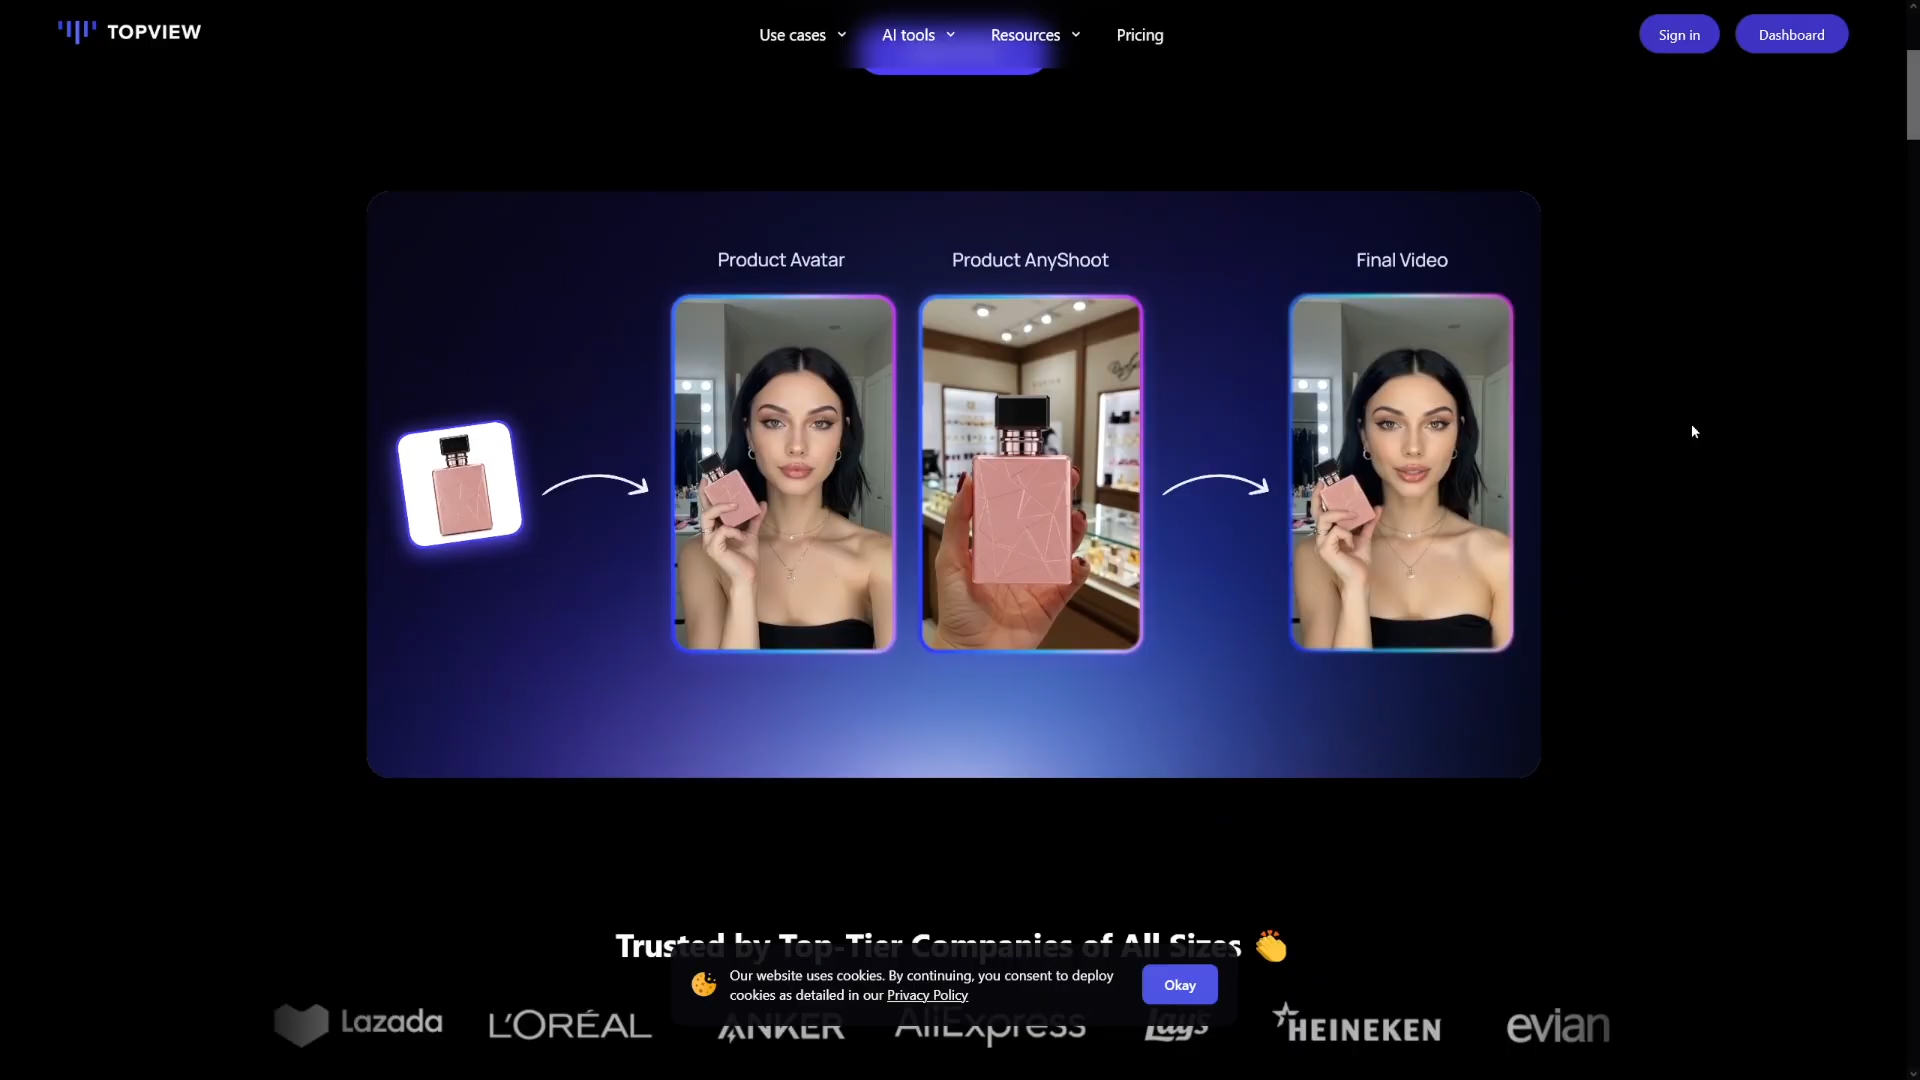 TOPVIEW
Use cases
AI tools
Resources
Pricing
Sign in
Dashboard
Product Avatar
Product AnyShoot
Final Video
Trusted by Top-Tier Companies of All Sizes 👏
Our website uses cookies. By continuing, you consent to deploy
cookies as detailed in our Privacy Policy
Okay
Lazada
L'ORÉAL
ANKER
AliExpress
Lay's
HEINEKEN
evian